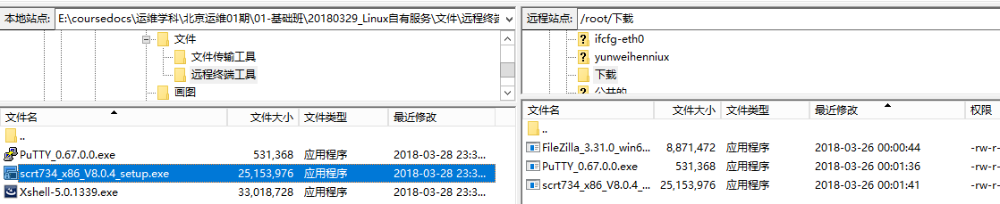 本地站点: E:\coursedocs\运维学科\北京运维01期\01-基础班\20180329_Linux自有服务\文件\远程终端
文件
文件传输工具
远程终端工具
画图
文件名 文件大小 文件类型 最近修改
..
PuTTY_0.67.0.0.exe 531,368 应用程序 2018-03-28 23:3...
scrt734_x86_V8.0.4_setup.exe 25,153,976 应用程序 2018-03-28 23:3...
Xshell-5.0.1339.exe 33,018,728 应用程序 2018-03-28 23:3...
远程站点: /root/下载
ifcfg-eth0
yunweihenniux
下载
公共的
文件名 文件大小 文件类型 最近修改 权限
..
FileZilla_3.31.0_win6... 8,871,472 应用程序 2018-03-26 00:00:44 -rw-r-
PuTTY_0.67.0.0.exe 531,368 应用程序 2018-03-26 00:01:36 -rw-r-
scrt734_x86_V8.0.4_... 25,153,976 应用程序 2018-03-26 00:01:41 -rw-r-